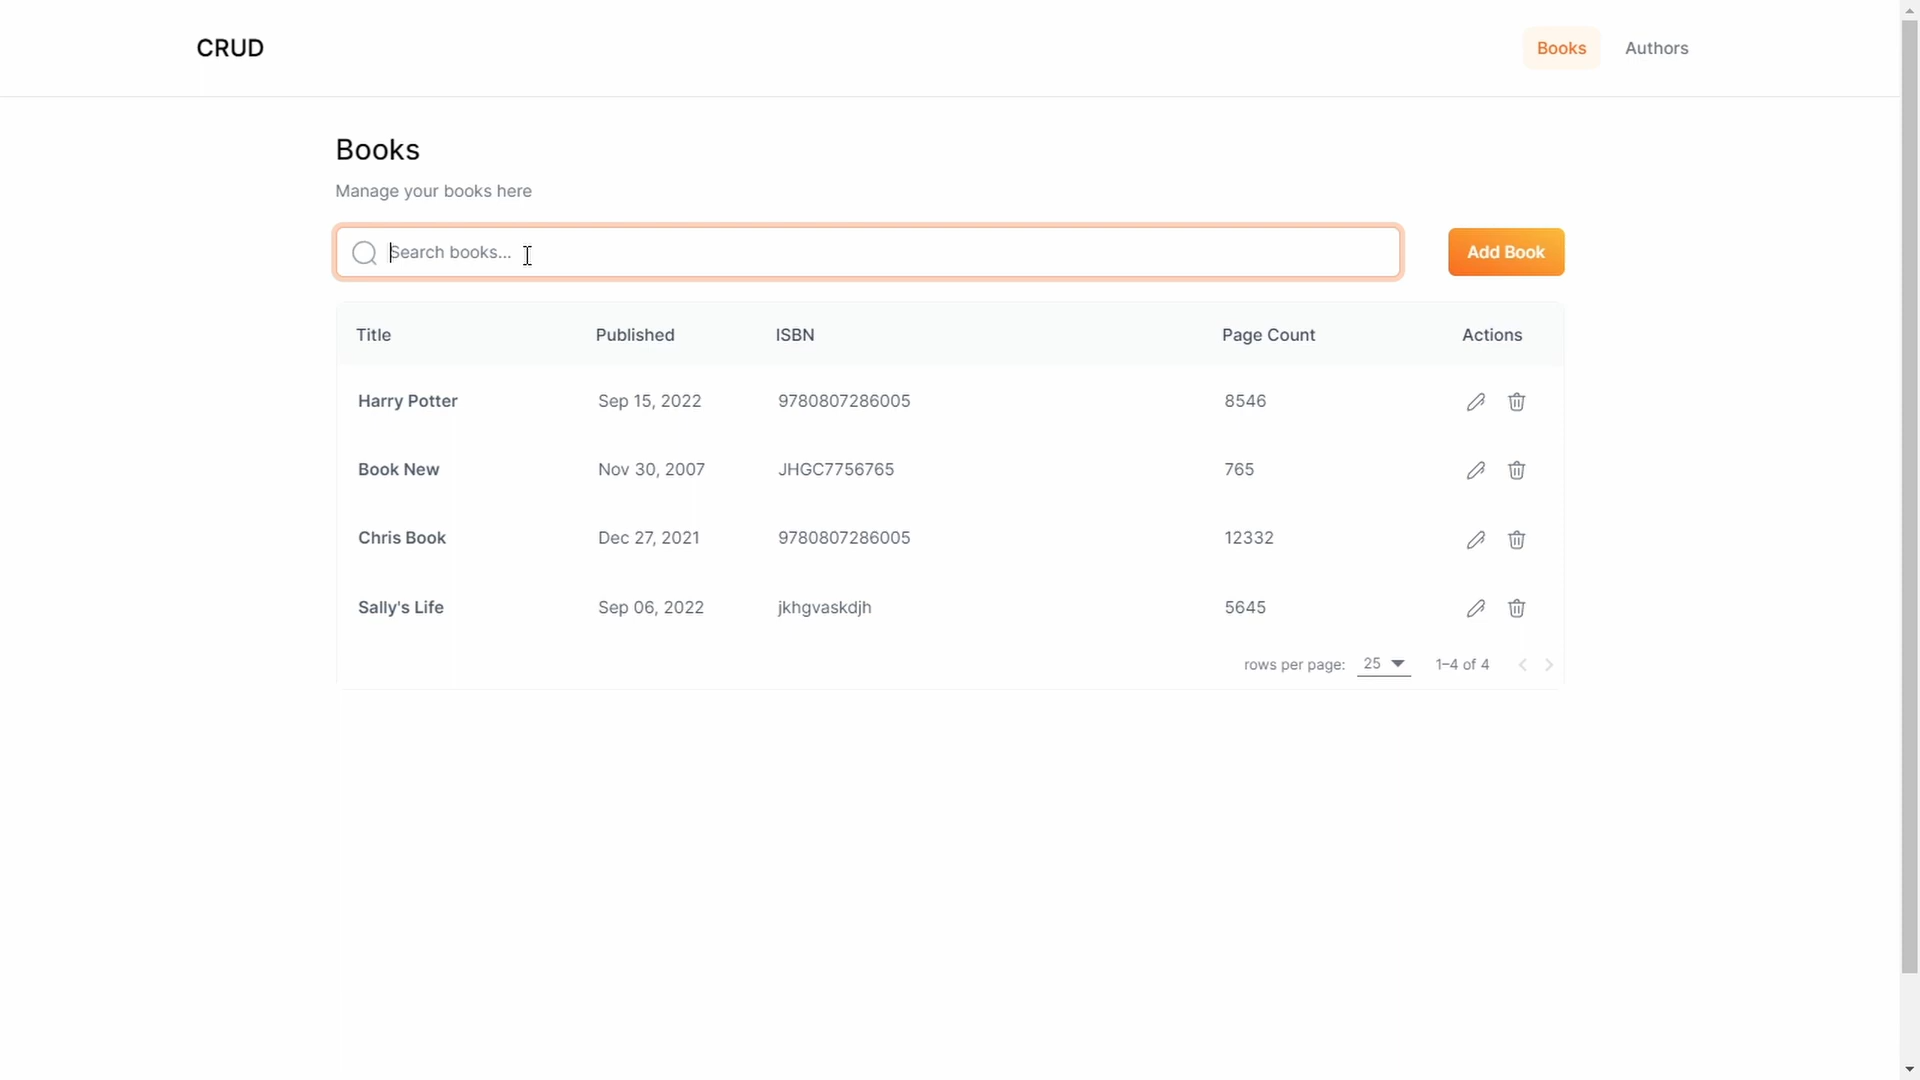 CRUD
Books Authors
Books
Manage your books here
Search books...
Add Book
Title Published ISBN Page Count Actions
Harry Potter Sep 15, 2022 9780807286005 8546
Book New Nov 30, 2007 JHGC7756765 765
Chris Book Dec 27, 2021 9780807286005 12332
Sally's Life Sep 06, 2022 jkhgvaskdjh 5645
rows per page: 25 1–4 of 4